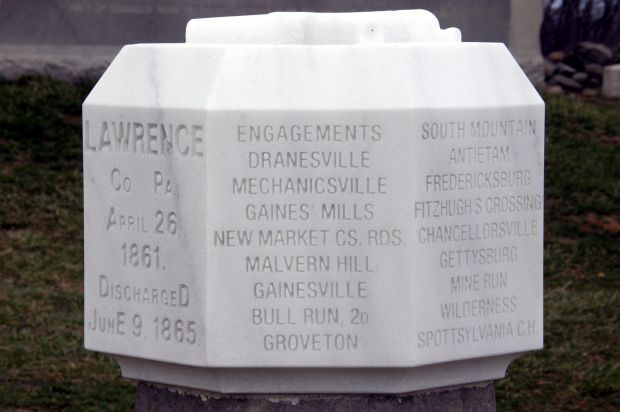 LAWRENCE
CO. PA.
APRIL 26,
1861.
DISCHARGED
JUNE 9, 1865.
ENGAGEMENTS
DRANESVILLE
MECHANICSVILLE
GAINES' MILLS
NEW MARKET CS. RDS.
MALVERN HILL
GAINESVILLE
BULL RUN, 2D
GROVETON
SOUTH MOUNTAIN
ANTIETAM
FREDERICKSBURG
FITZHUGH'S CROSSING
CHANCELLORSVILLE
GETTYSBURG
MINE RUN
WILDERNESS
SPOTTSYLVANIA C.H.